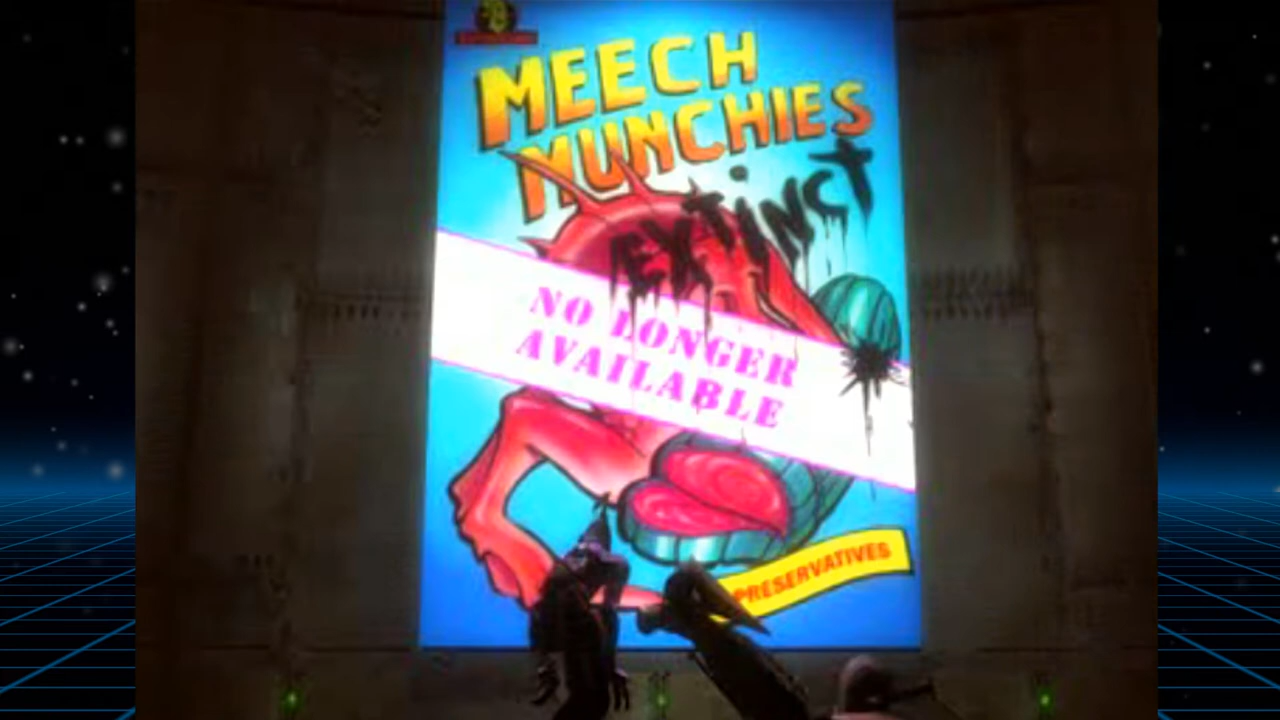 MEECH
MUNCHIES
EXTINCT
NO LONGER
AVAILABLE
PRESERVATIVES